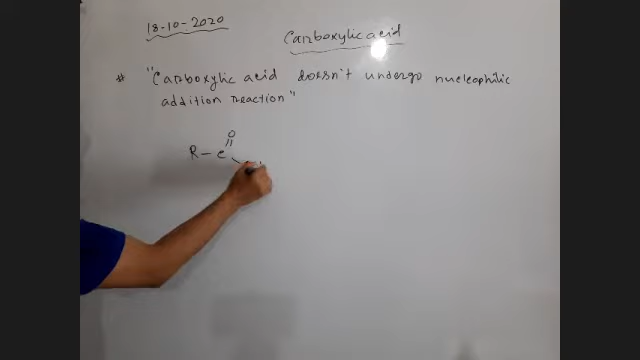 18-10-2020
Carboxylic acid
# "Carboxylic acid doesn't undergo nucleophilic
addition reaction"
O
R - C